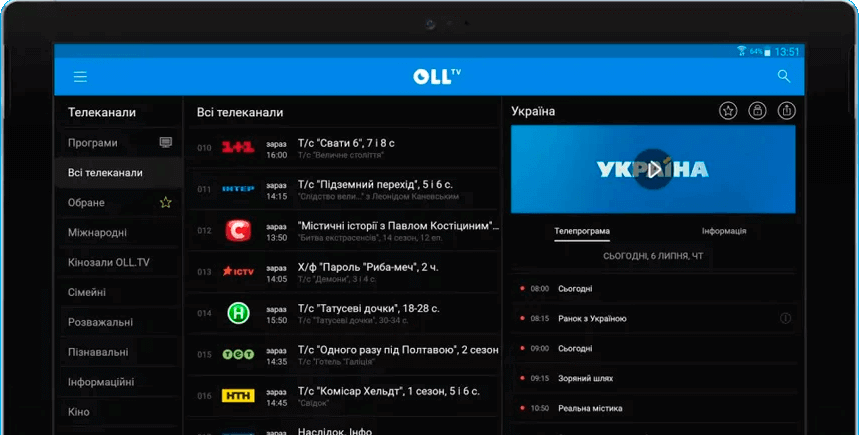 64% 13:51
OLL TV
Телеканали
Програми
Всі телеканали
Обране
Міжнародні
Кінозали OLL.TV
Сімейні
Розважальні
Пізнавальні
Інформаційні
Кіно
Всі телеканали
010 1+1 зараз Т/с "Свати 6", 7 і 8 с
16:00 Т/с "Величне століття"
011 ІНТЕР зараз Т/с "Підземний перехід", 5 і 6 с.
14:15 "Слідство вели..." з Леонідом Каневським
012 С зараз "Містичні історії з Павлом Костіциним"...
13:50 "Битва екстрасенсів", 14 сезон, 12 еп.
013 ICTV зараз Х/ф "Пароль "Риба-меч", 2 ч.
14:05 Т/с "Демони", 3 і 4 с.
014 Н зараз Т/с "Татусеві дочки", 18-28 с.
15:50 Т/с "Татусеві дочки", 30-34 с.
015 ТЕТ зараз Т/с "Одного разу під Полтавою", 2 сезон
14:35 Т/с "Готель "Галіція"
016 НТН зараз Т/с "Комісар Хельдт", 1 сезон, 5 і 6 с.
14:45 "Свідок"
Наслідок. Інфо
Україна
УКРАЇНА
Телепрограма Інформація
СЬОГОДНІ, 6 ЛИПНЯ, ЧТ
08:00 Сьогодні
08:15 Ранок з Україною
09:00 Сьогодні
09:15 Зоряний шлях
10:50 Реальна містика